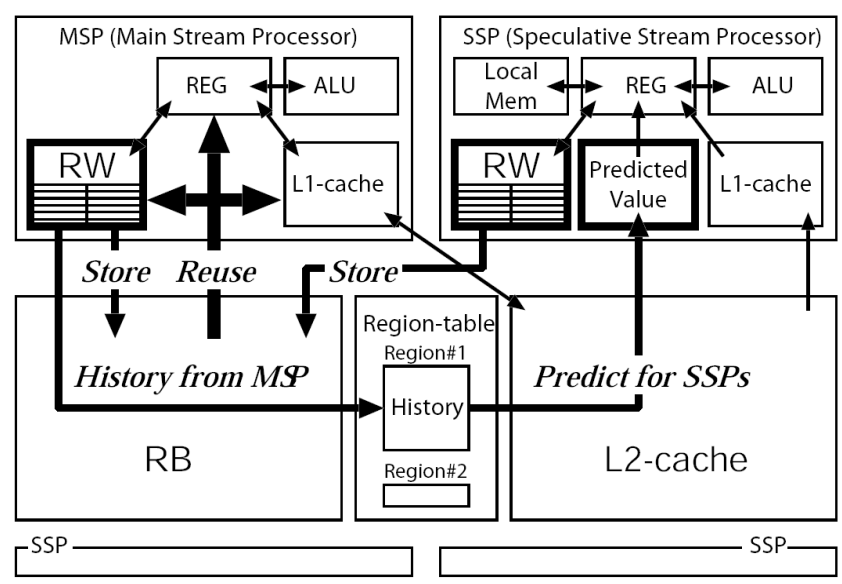 MSP (Main Stream Processor)
REG
ALU
RW
L1-cache
SSP (Speculative Stream Processor)
Local
Mem
REG
ALU
RW
Predicted
Value
L1-cache
Store
Reuse
Store
Region-table
Region#1
History from MSP
History
Predict for SSPs
RB
Region#2
L2-cache
SSP
SSP